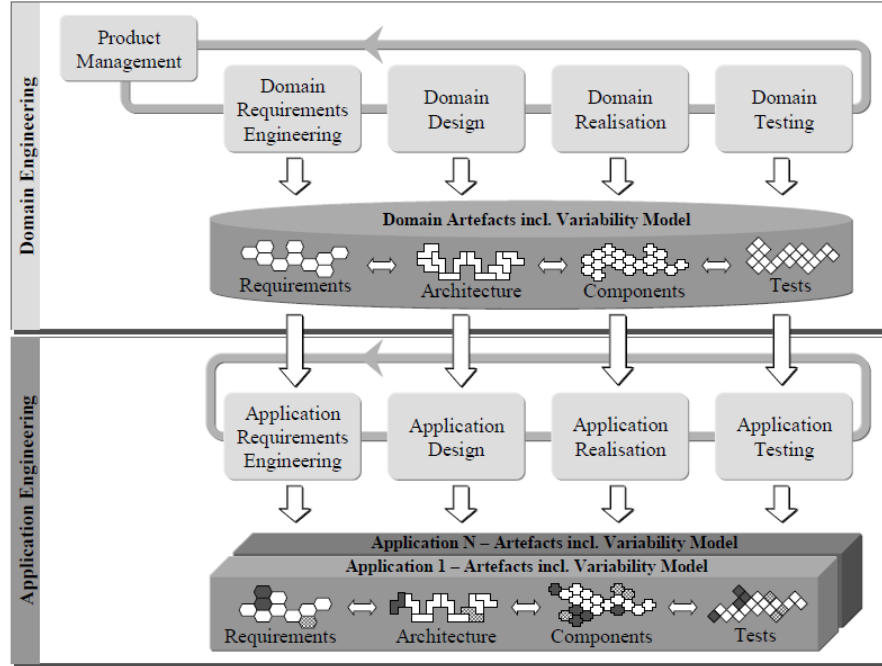 Domain Engineering
Product
Management
Domain
Requirements
Engineering
Domain
Design
Domain
Realisation
Domain
Testing
Domain Artefacts incl. Variability Model
Requirements
Architecture
Components
Tests
Application Engineering
Application
Requirements
Engineering
Application
Design
Application
Realisation
Application
Testing
Application N – Artefacts incl. Variability Model
Application 1 – Artefacts incl. Variability Model
Requirements
Architecture
Components
Tests